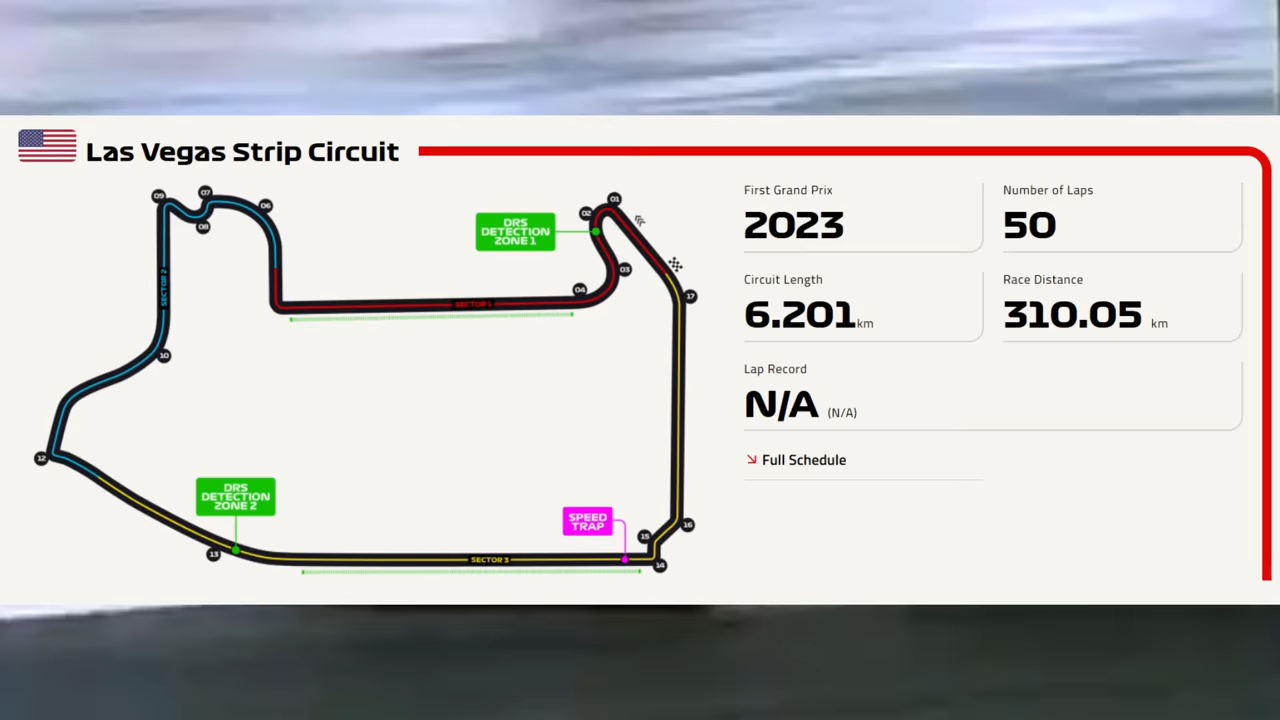 Las Vegas Strip Circuit
09
07
08
06
02
01
DRS
DETECTION
ZONE 1
03
04
17
SECTOR 1
SECTOR 2
10
12
DRS
DETECTION
ZONE 2
13
SECTOR 3
SPEED
TRAP
15
16
14
First Grand Prix
2023
Number of Laps
50
Circuit Length
6.201km
Race Distance
310.05 km
Lap Record
N/A (N/A)
Full Schedule